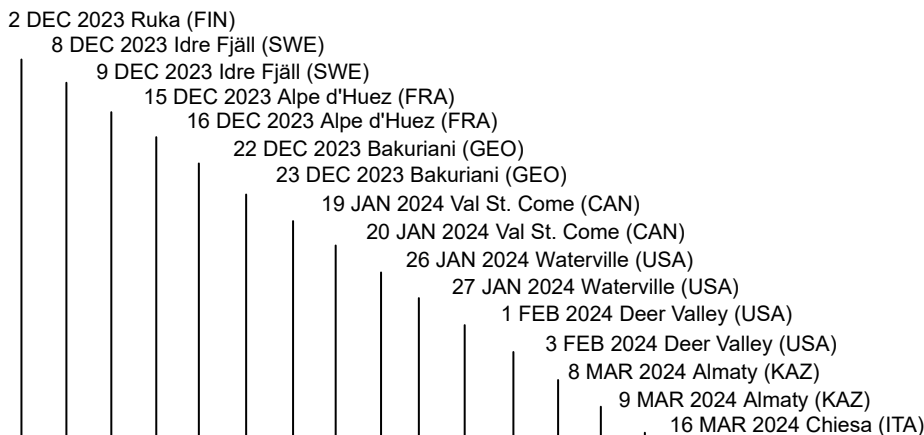 2 DEC 2023 Ruka (FIN)
8 DEC 2023 Idre Fjäll (SWE)
9 DEC 2023 Idre Fjäll (SWE)
15 DEC 2023 Alpe d'Huez (FRA)
16 DEC 2023 Alpe d'Huez (FRA)
22 DEC 2023 Bakuriani (GEO)
23 DEC 2023 Bakuriani (GEO)
19 JAN 2024 Val St. Come (CAN)
20 JAN 2024 Val St. Come (CAN)
26 JAN 2024 Waterville (USA)
27 JAN 2024 Waterville (USA)
1 FEB 2024 Deer Valley (USA)
3 FEB 2024 Deer Valley (USA)
8 MAR 2024 Almaty (KAZ)
9 MAR 2024 Almaty (KAZ)
16 MAR 2024 Chiesa (ITA)